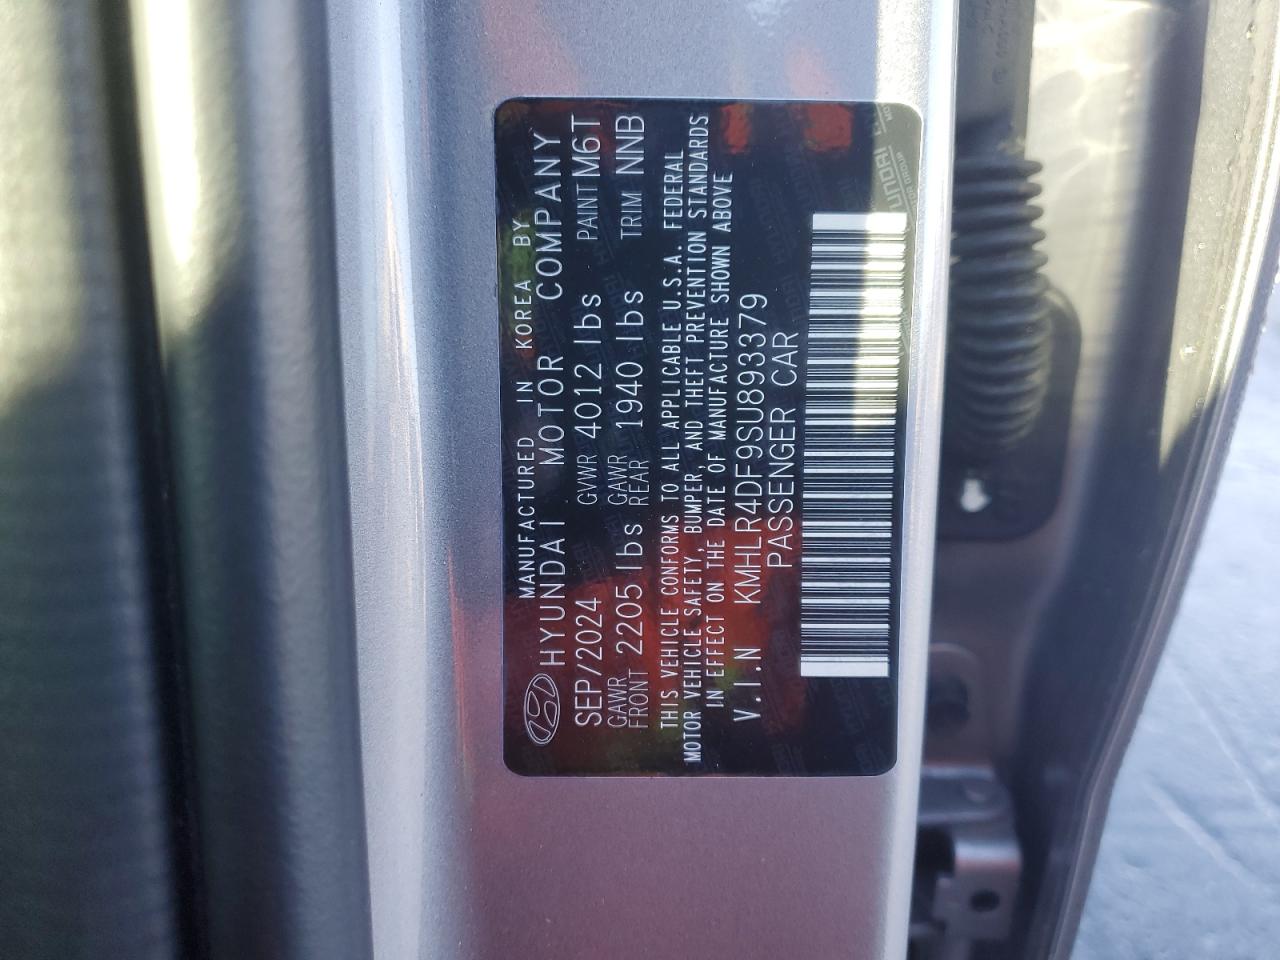 MANUFACTURED IN KOREA BY
HYUNDAI MOTOR COMPANY
SEP/2024 GVWR 4012 lbs PAINT M6T
GAWR FRONT 2205 lbs GAWR REAR 1940 lbs TRIM NNB
THIS VEHICLE CONFORMS TO ALL APPLICABLE U.S.A. FEDERAL
MOTOR VEHICLE SAFETY, BUMPER, AND THEFT PREVENTION STANDARDS
IN EFFECT ON THE DATE OF MANUFACTURE SHOWN ABOVE
V.I.N KMHLR4DF9SU893379
PASSENGER CAR